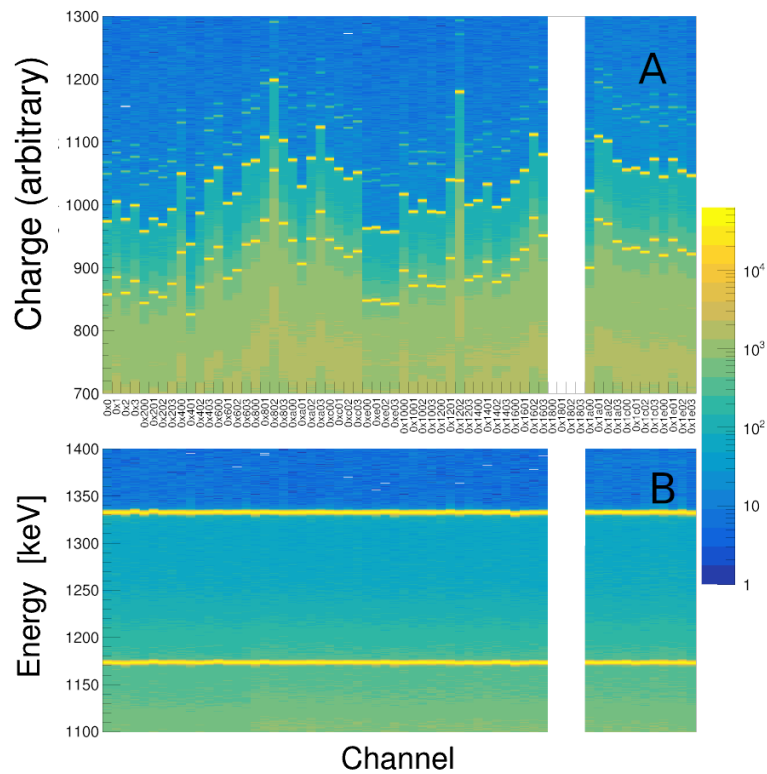 Charge (arbitrary)
1300
1200
1100
1000
900
800
700
A
0x0
0x1
0x2
0x3
0x200
0x201
0x202
0x203
0x400
0x401
0x402
0x403
0x600
0x601
0x602
0x603
0x800
0x801
0x802
0x803
0xa00
0xa01
0xa02
0xa03
0xc00
0xc01
0xc02
0xc03
0xe00
0xe01
0xe02
0xe03
0x1000
0x1001
0x1002
0x1003
0x1200
0x1201
0x1202
0x1203
0x1400
0x1401
0x1402
0x1403
0x1600
0x1601
0x1602
0x1603
0x1800
0x1801
0x1802
0x1803
0x1a00
0x1a01
0x1a02
0x1a03
0x1c00
0x1c01
0x1c02
0x1c03
0x1e00
0x1e01
0x1e02
0x1e03
10⁴
10³
10²
10
1
Energy [keV]
1400
1350
1300
1250
1200
1150
1100
B
Channel